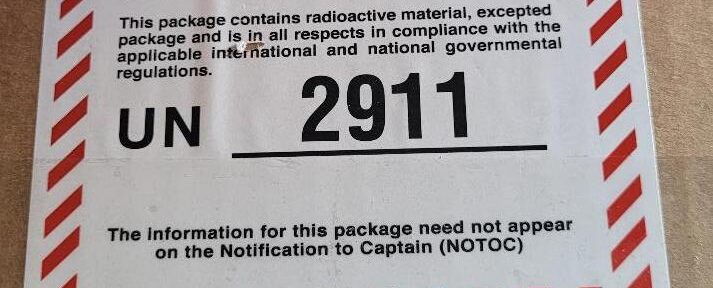 This package contains radioactive material, excepted
package and is in all respects in compliance with the
applicable international and national governmental
regulations.
UN 2911
The information for this package need not appear
on the Notification to Captain (NOTOC)